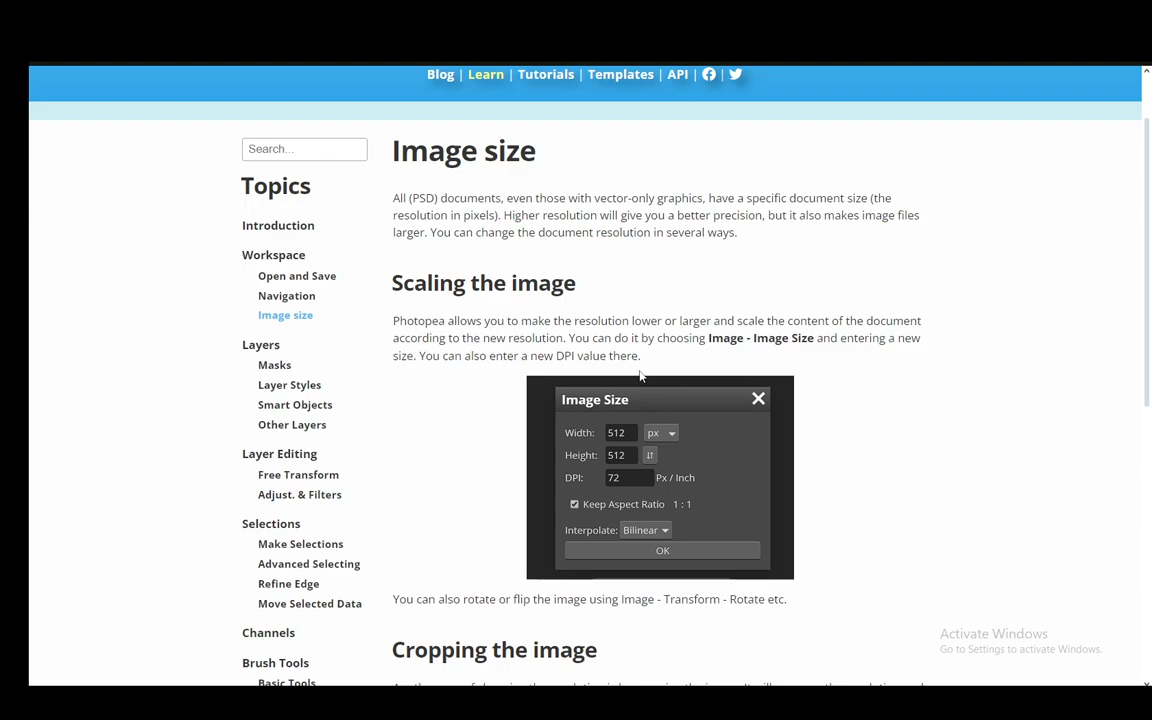 Blog | Learn | Tutorials | Templates | API |
Search...
Topics
Introduction
Workspace
Open and Save
Navigation
Image size
Layers
Masks
Layer Styles
Smart Objects
Other Layers
Layer Editing
Free Transform
Adjust. & Filters
Selections
Make Selections
Advanced Selecting
Refine Edge
Move Selected Data
Channels
Brush Tools
Basic Tools
Image size
All (PSD) documents, even those with vector-only graphics, have a specific document size (the
resolution in pixels). Higher resolution will give you a better precision, but it also makes image files
larger. You can change the document resolution in several ways.
Scaling the image
Photopea allows you to make the resolution lower or larger and scale the content of the document
according to the new resolution. You can do it by choosing Image - Image Size and entering a new
size. You can also enter a new DPI value there.
Image Size
Width: 512 px
Height: 512
DPI: 72 Px / Inch
Keep Aspect Ratio 1 : 1
Interpolate: Bilinear
OK
You can also rotate or flip the image using Image - Transform - Rotate etc.
Cropping the image
Activate Windows
Go to Settings to activate Windows.